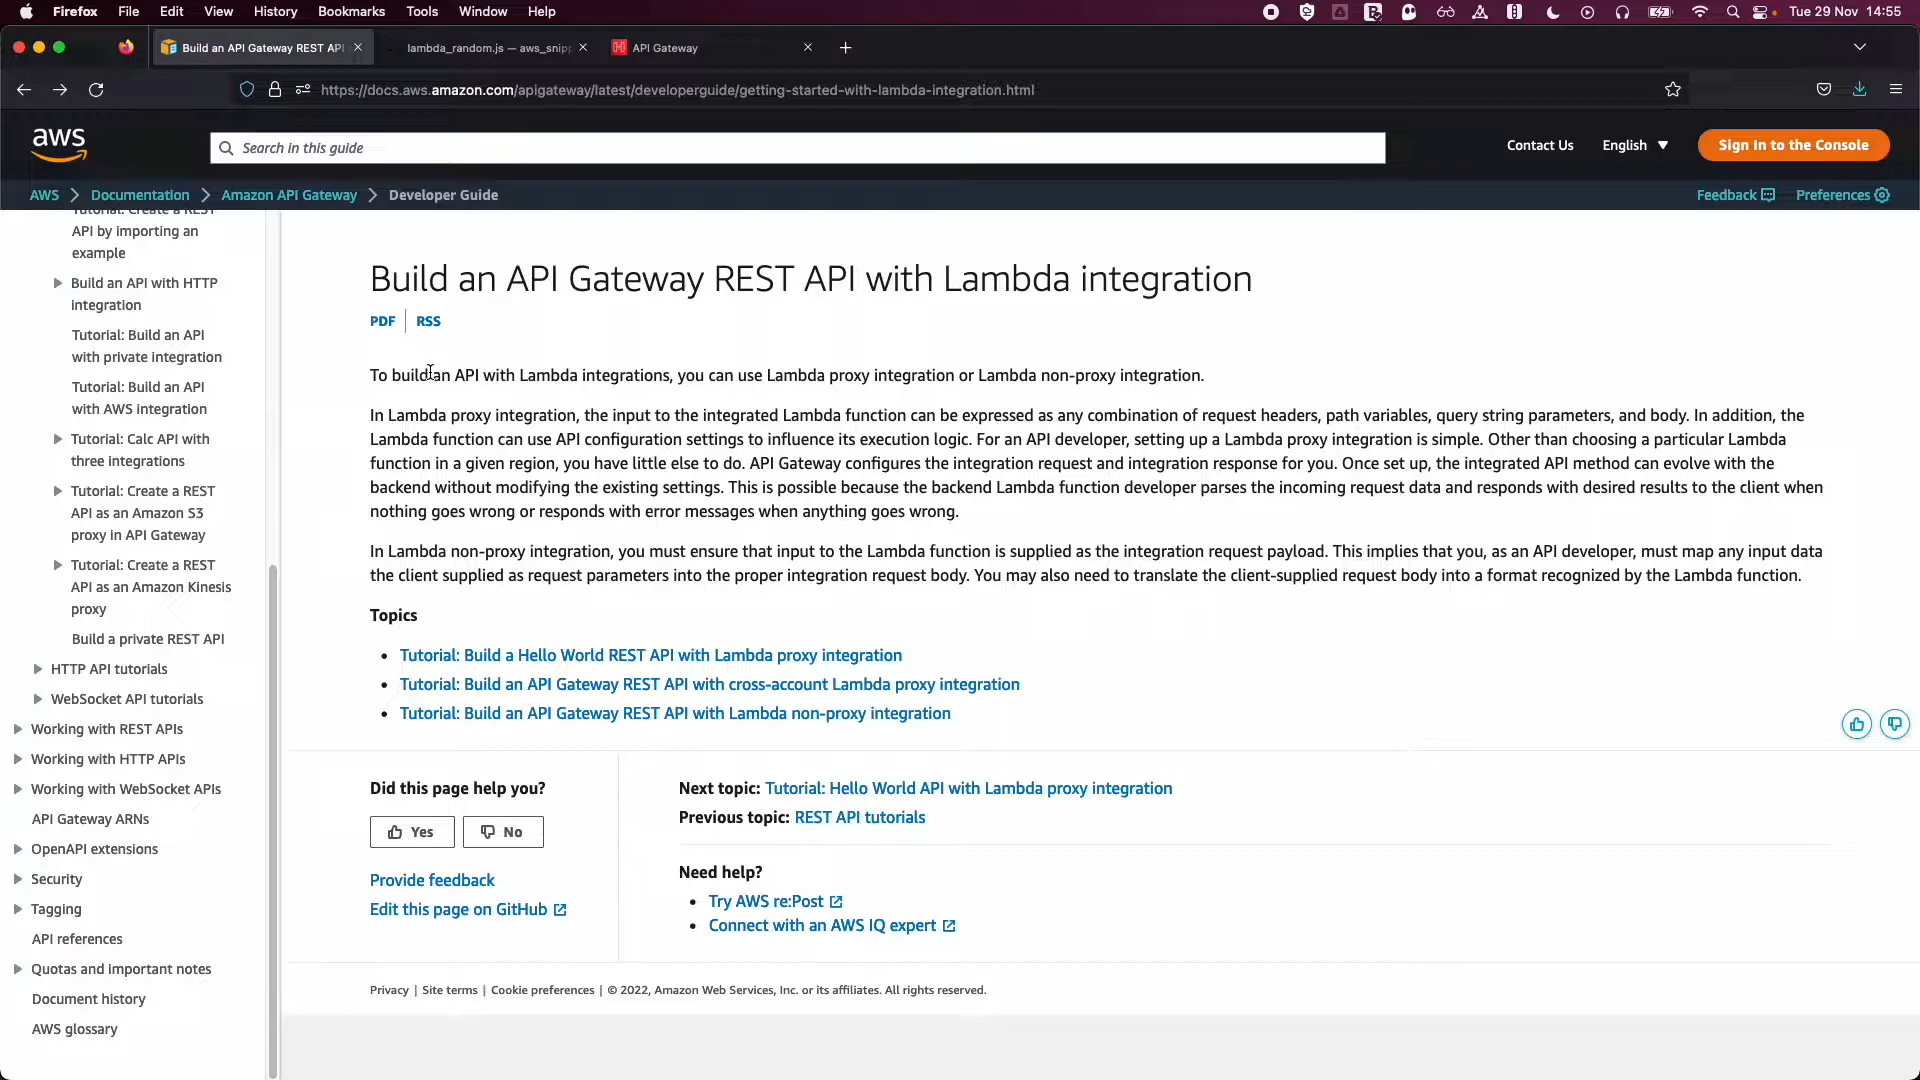 Firefox File Edit View History Bookmarks Tools Window Help Tue 29 Nov 14:55
Build an API Gateway REST API lambda_random.js — aws_snipp API Gateway
https://docs.aws.amazon.com/apigateway/latest/developerguide/getting-started-with-lambda-integration.html
aws
Search in this guide
Contact Us
English
Sign In to the Console
AWS Documentation Amazon API Gateway Developer Guide
Feedback
Preferences
Tutorial: Create a REST
API by importing an
example
Build an API with HTTP
integration
Tutorial: Build an API
with private integration
Tutorial: Build an API
with AWS integration
Tutorial: Calc API with
three integrations
Tutorial: Create a REST
API as an Amazon S3
proxy in API Gateway
Tutorial: Create a REST
API as an Amazon Kinesis
proxy
Build a private REST API
HTTP API tutorials
WebSocket API tutorials
Working with REST APIs
Working with HTTP APIs
Working with WebSocket APIs
API Gateway ARNs
OpenAPI extensions
Security
Tagging
API references
Quotas and important notes
Document history
AWS glossary
Build an API Gateway REST API with Lambda integration
PDF RSS
To build an API with Lambda integrations, you can use Lambda proxy integration or Lambda non-proxy integration.
In Lambda proxy integration, the input to the integrated Lambda function can be expressed as any combination of request headers, path variables, query string parameters, and body. In addition, the
Lambda function can use API configuration settings to influence its execution logic. For an API developer, setting up a Lambda proxy integration is simple. Other than choosing a particular Lambda
function in a given region, you have little else to do. API Gateway configures the integration request and integration response for you. Once set up, the integrated API method can evolve with the
backend without modifying the existing settings. This is possible because the backend Lambda function developer parses the incoming request data and responds with desired results to the client when
nothing goes wrong or responds with error messages when anything goes wrong.
In Lambda non-proxy integration, you must ensure that input to the Lambda function is supplied as the integration request payload. This implies that you, as an API developer, must map any input data
the client supplied as request parameters into the proper integration request body. You may also need to translate the client-supplied request body into a format recognized by the Lambda function.
Topics
Tutorial: Build a Hello World REST API with Lambda proxy integration
Tutorial: Build an API Gateway REST API with cross-account Lambda proxy integration
Tutorial: Build an API Gateway REST API with Lambda non-proxy integration
Did this page help you?
Yes
No
Provide feedback
Edit this page on GitHub
Next topic: Tutorial: Hello World API with Lambda proxy integration
Previous topic: REST API tutorials
Need help?
Try AWS re:Post
Connect with an AWS IQ expert
Privacy | Site terms | Cookie preferences | © 2022, Amazon Web Services, Inc. or its affiliates. All rights reserved.